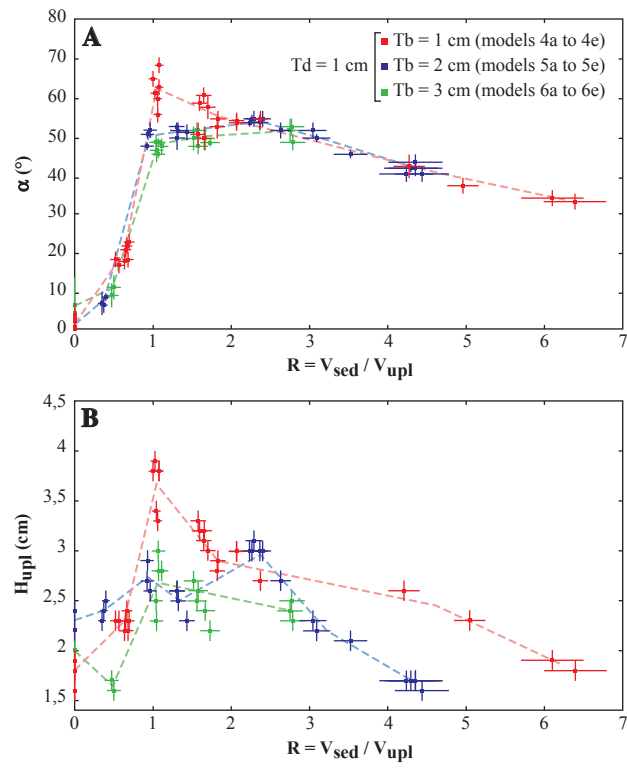 A
Td = 1 cm
Tb = 1 cm (models 4a to 4e)
Tb = 2 cm (models 5a to 5e)
Tb = 3 cm (models 6a to 6e)
80
70
60
50
40
30
20
10
0
α (°)
0 1 2 3 4 5 6 7
R = Vsed / Vupl
B
4,5
4
3,5
3
2,5
2
1,5
Hupl (cm)
0 1 2 3 4 5 6 7
R = Vsed / Vupl